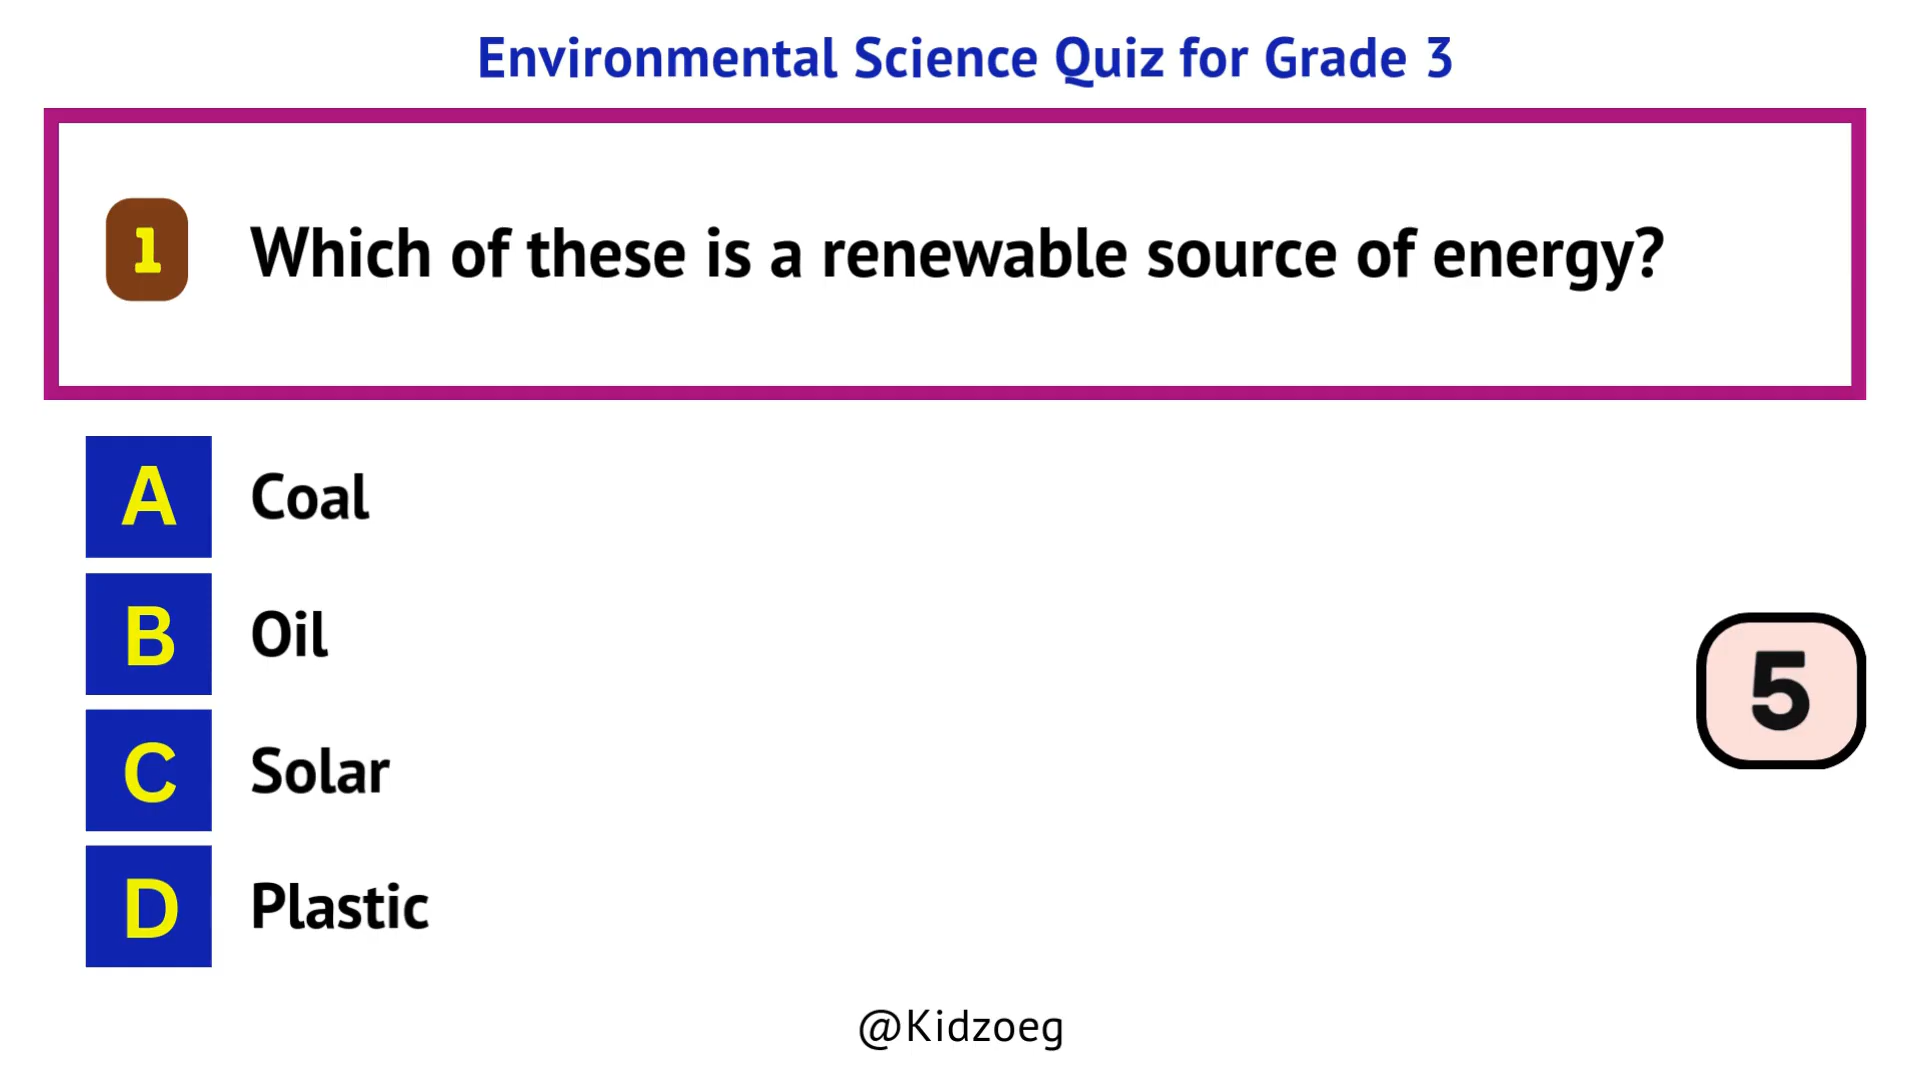 Environmental Science Quiz for Grade 3
1 Which of these is a renewable source of energy?
A Coal
B Oil
C Solar
5
D Plastic
@Kidzoeg